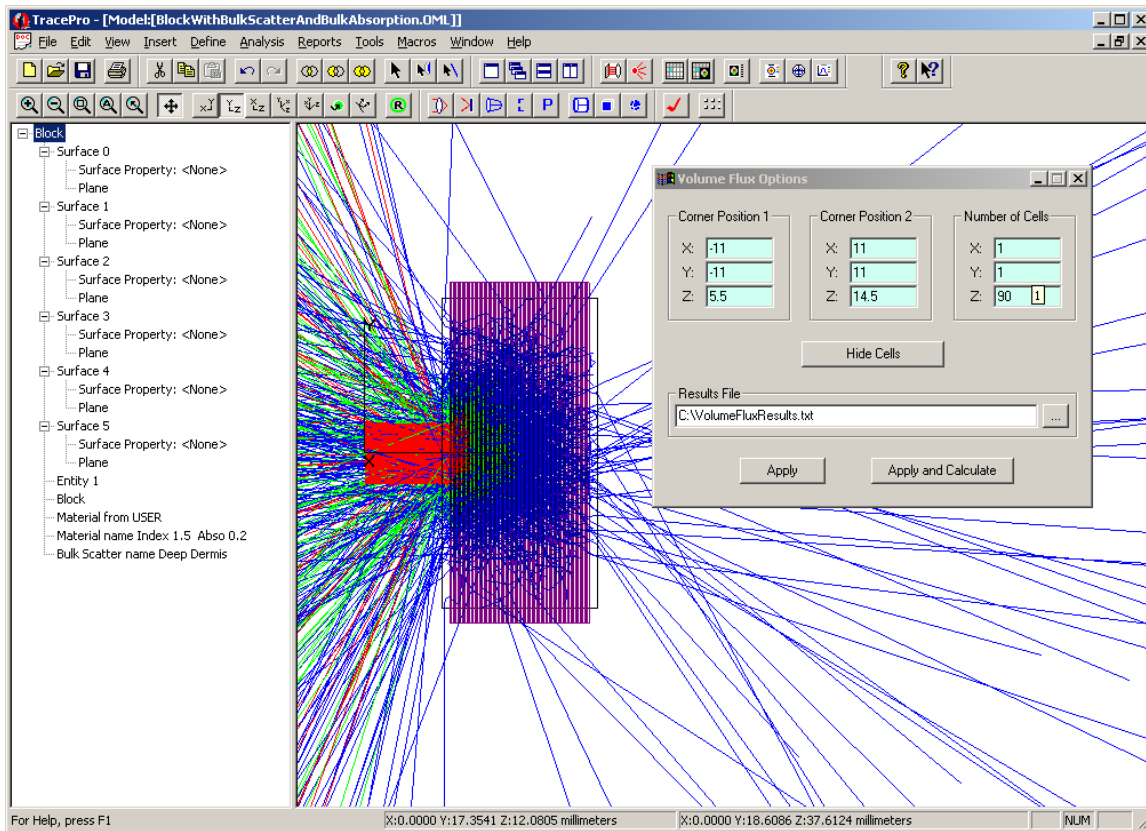 TracePro - [Model:[BlockWithBulkScatterAndBulkAbsorption.OML]]
File Edit View Insert Define Analysis Reports Tools Macros Window Help
Block
Surface 0
Surface Property: <None>
Plane
Surface 1
Surface Property: <None>
Plane
Surface 2
Surface Property: <None>
Plane
Surface 3
Surface Property: <None>
Plane
Surface 4
Surface Property: <None>
Plane
Surface 5
Surface Property: <None>
Plane
Entity 1
Block
Material from USER
Material name Index 1.5 Abso 0.2
Bulk Scatter name Deep Dermis
Y
X
Volume Flux Options
Corner Position 1 Corner Position 2 Number of Cells
X: -11 X: 11 X: 1
Y: -11 Y: 11 Y: 1
Z: 5.5 Z: 14.5 Z: 90 1
Hide Cells
Results File
C:\VolumeFluxResults.txt ...
Apply Apply and Calculate
For Help, press F1 X:0.0000 Y:17.3541 Z:12.0805 millimeters X:0.0000 Y:18.6086 Z:37.6124 millimeters NUM